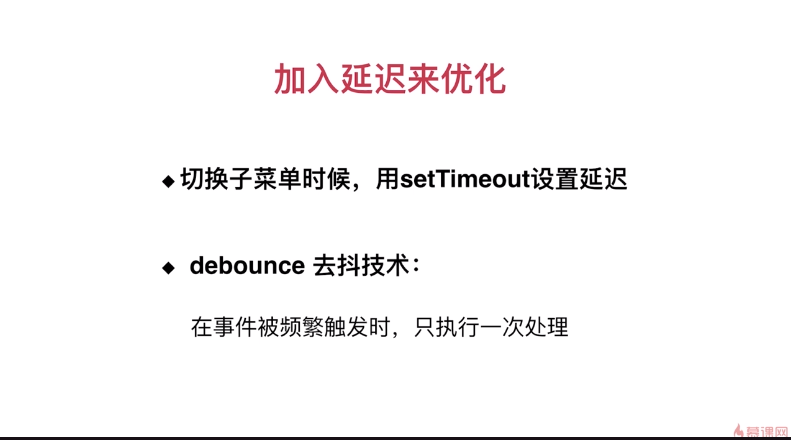 加入延迟来优化
◆切换子菜单时候，用setTimeout设置延迟
◆ debounce 去抖技术：
在事件被频繁触发时，只执行一次处理
慕课网